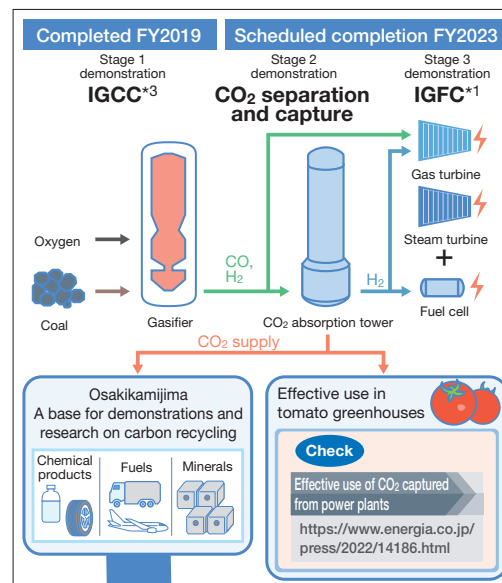 Completed FY2019
Scheduled completion FY2023
Stage 1
demonstration
IGCC*3
Stage 2
demonstration
CO2 separation
and capture
Stage 3
demonstration
IGFC*1
Gas turbine
Oxygen
Steam turbine
+
CO,
H2
H2
Coal
Gasifier
CO2 absorption tower
Fuel cell
CO2 supply
Osakikamijima
A base for demonstrations and
research on carbon recycling
Chemical
products
Fuels
Minerals
Effective use in
tomato greenhouses
Check
Effective use of CO2 captured
from power plants
https://www.energia.co.jp/
press/2022/14186.html